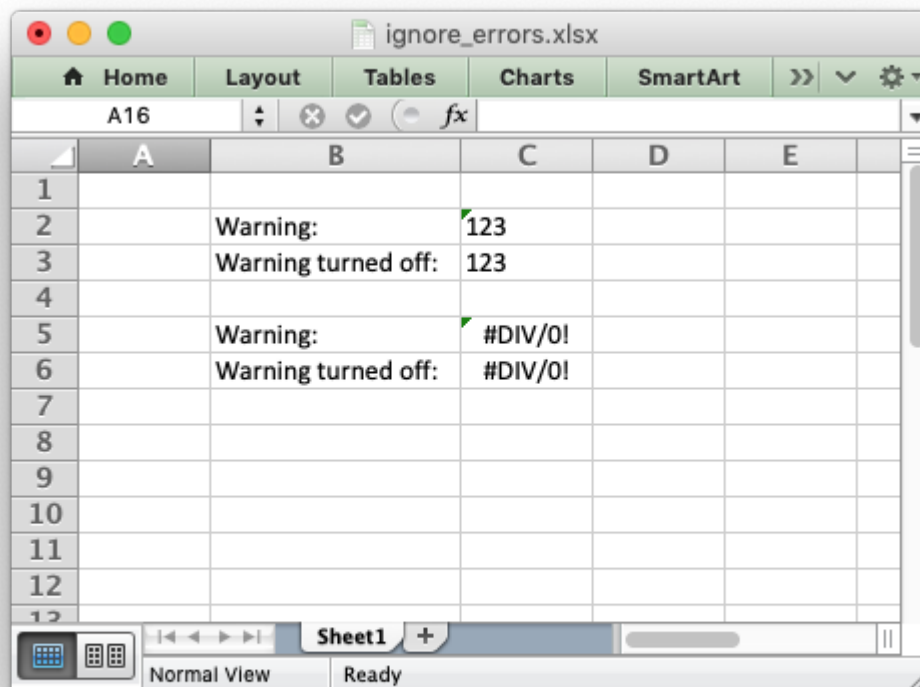 ignore_errors.xlsx
Home Layout Tables Charts SmartArt
A16 fx
A B C D E
1
2 Warning: 123
3 Warning turned off: 123
4
5 Warning: #DIV/0!
6 Warning turned off: #DIV/0!
7
8
9
10
11
12
13
Sheet1
Normal View Ready